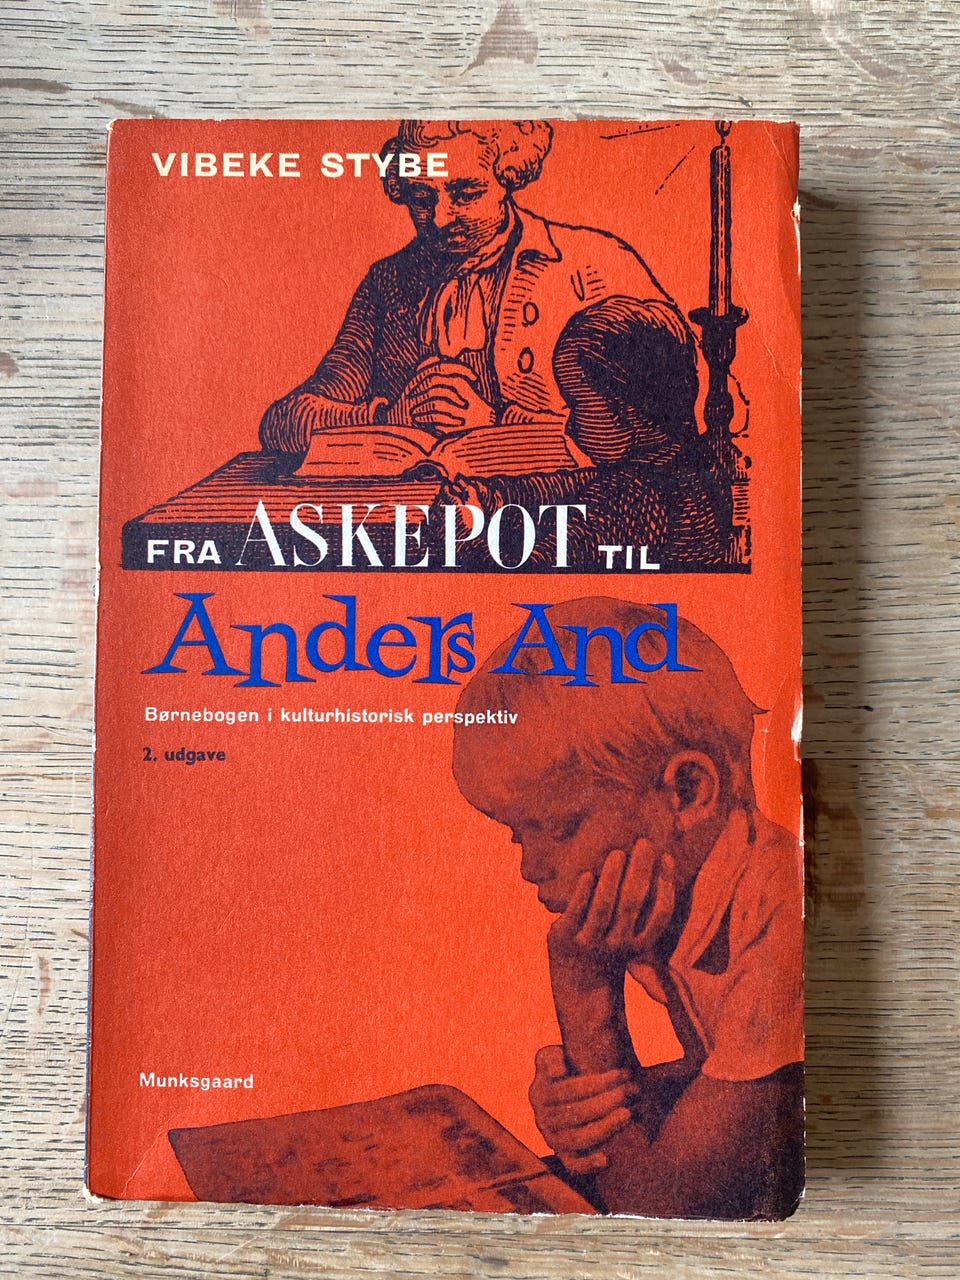 VIBEKE STYBE
FRA ASKEPOT TIL
Anders And
Børnebogen i kulturhistorisk perspektiv
2. udgave
Munksgaard